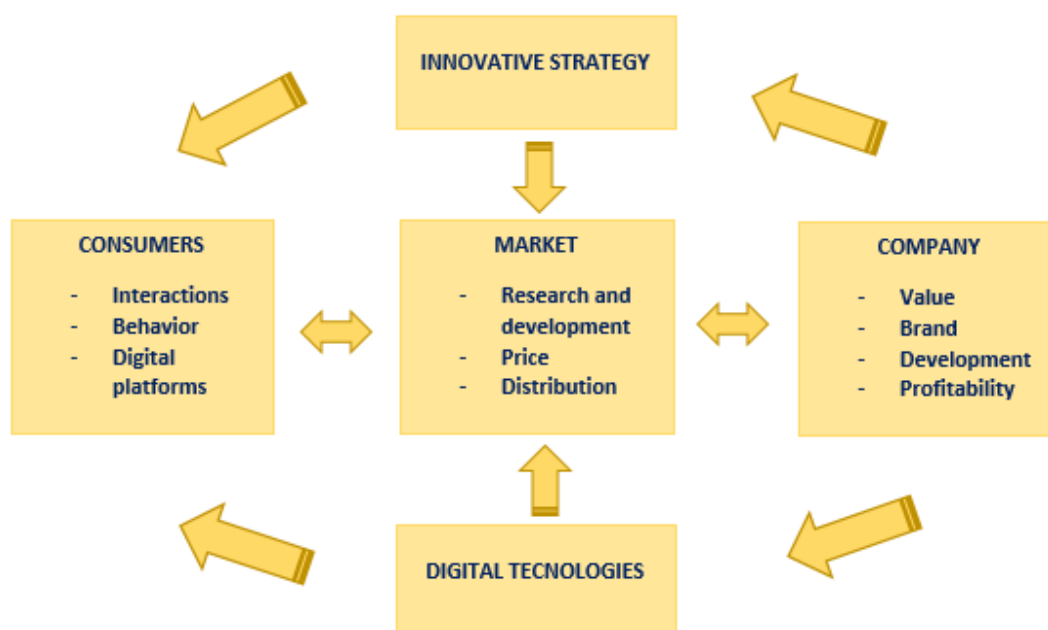 INNOVATIVE STRATEGY
CONSUMERS
- Interactions
- Behavior
- Digital
platforms
MARKET
- Research and
development
- Price
- Distribution
COMPANY
- Value
- Brand
- Development
- Profitability
DIGITAL TECNOLOGIES